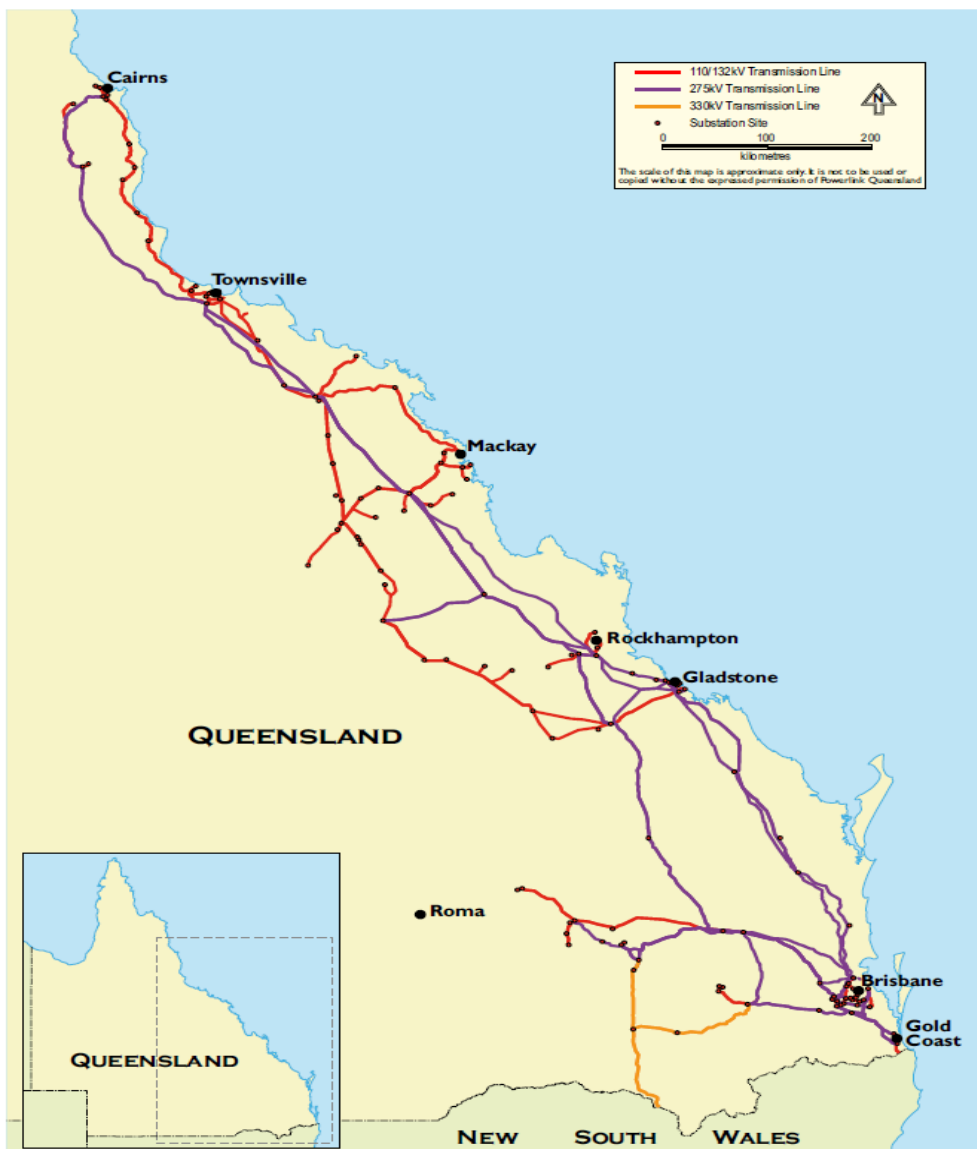 Cairns
110/132kV Transmission Line
275kV Transmission Line
330kV Transmission Line
Substation Site
N
0 100 200
kilometres
The scale of this map is approximate only. It is not to be used or
copied without the expressed permission of Powerlink Queensland
Townsville
Mackay
Rockhampton
Gladstone
QUEENSLAND
Roma
Brisbane
Gold
Coast
QUEENSLAND
NEW SOUTH WALES